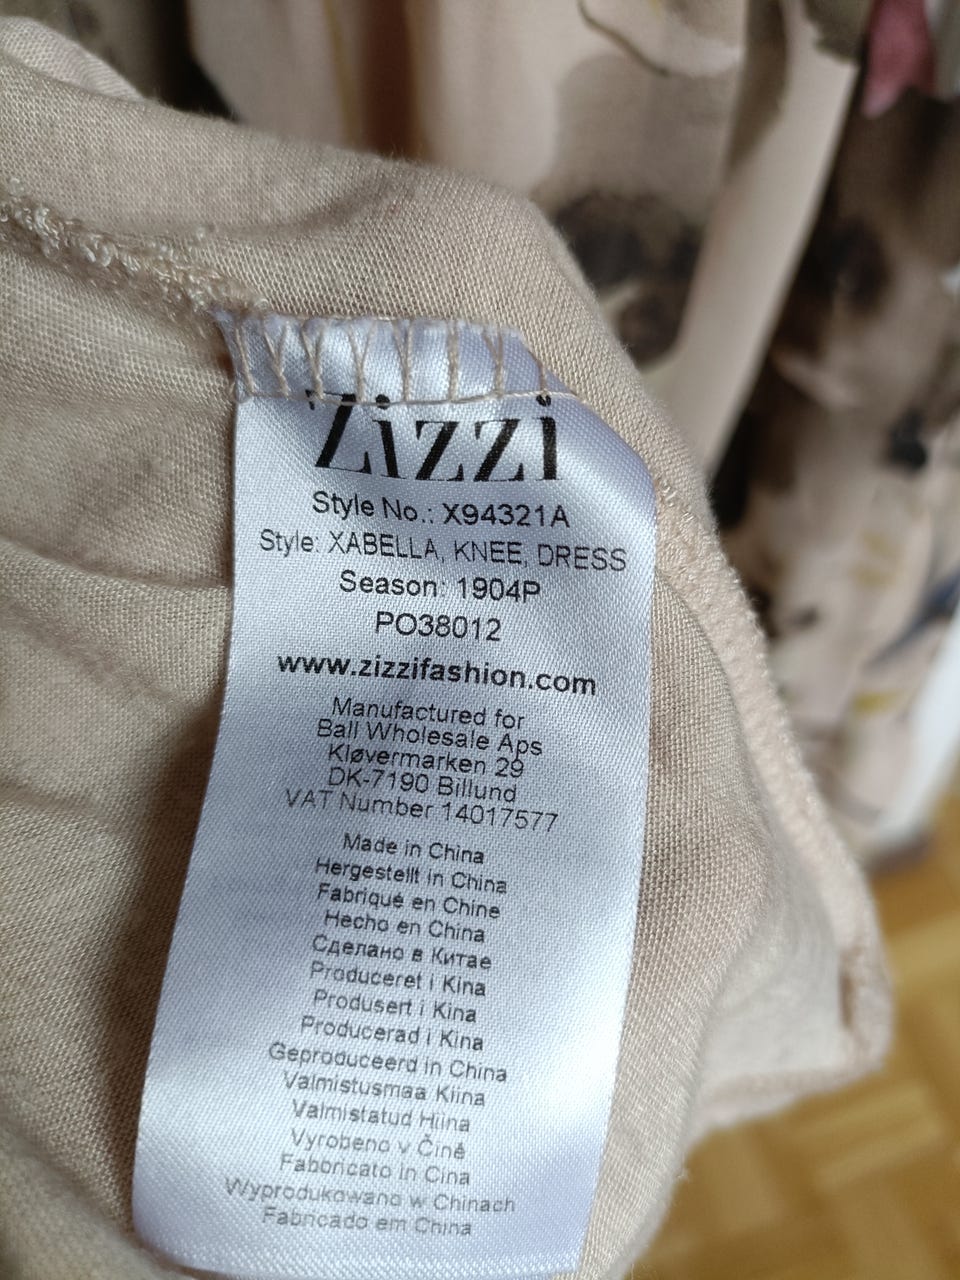 Zizzi
Style No.: X94321A
Style: XABELLA, KNEE, DRESS
Season: 1904P
PO38012
www.zizzifashion.com
Manufactured for
Ball Wholesale Aps
Kløvermarken 29
DK-7190 Billund
VAT Number 14017577
Made in China
Hergestellt in China
Fabriqué en Chine
Hecho en China
Сделано в Китае
Produceret i Kina
Produsert i Kina
Producerad i Kina
Geproduceerd in China
Valmistusmaa Kiina
Valmistatud Hiina
Vyrobeno v Čině
Fabbricato in Cina
Wyprodukowano w Chinach
Fabricado em China